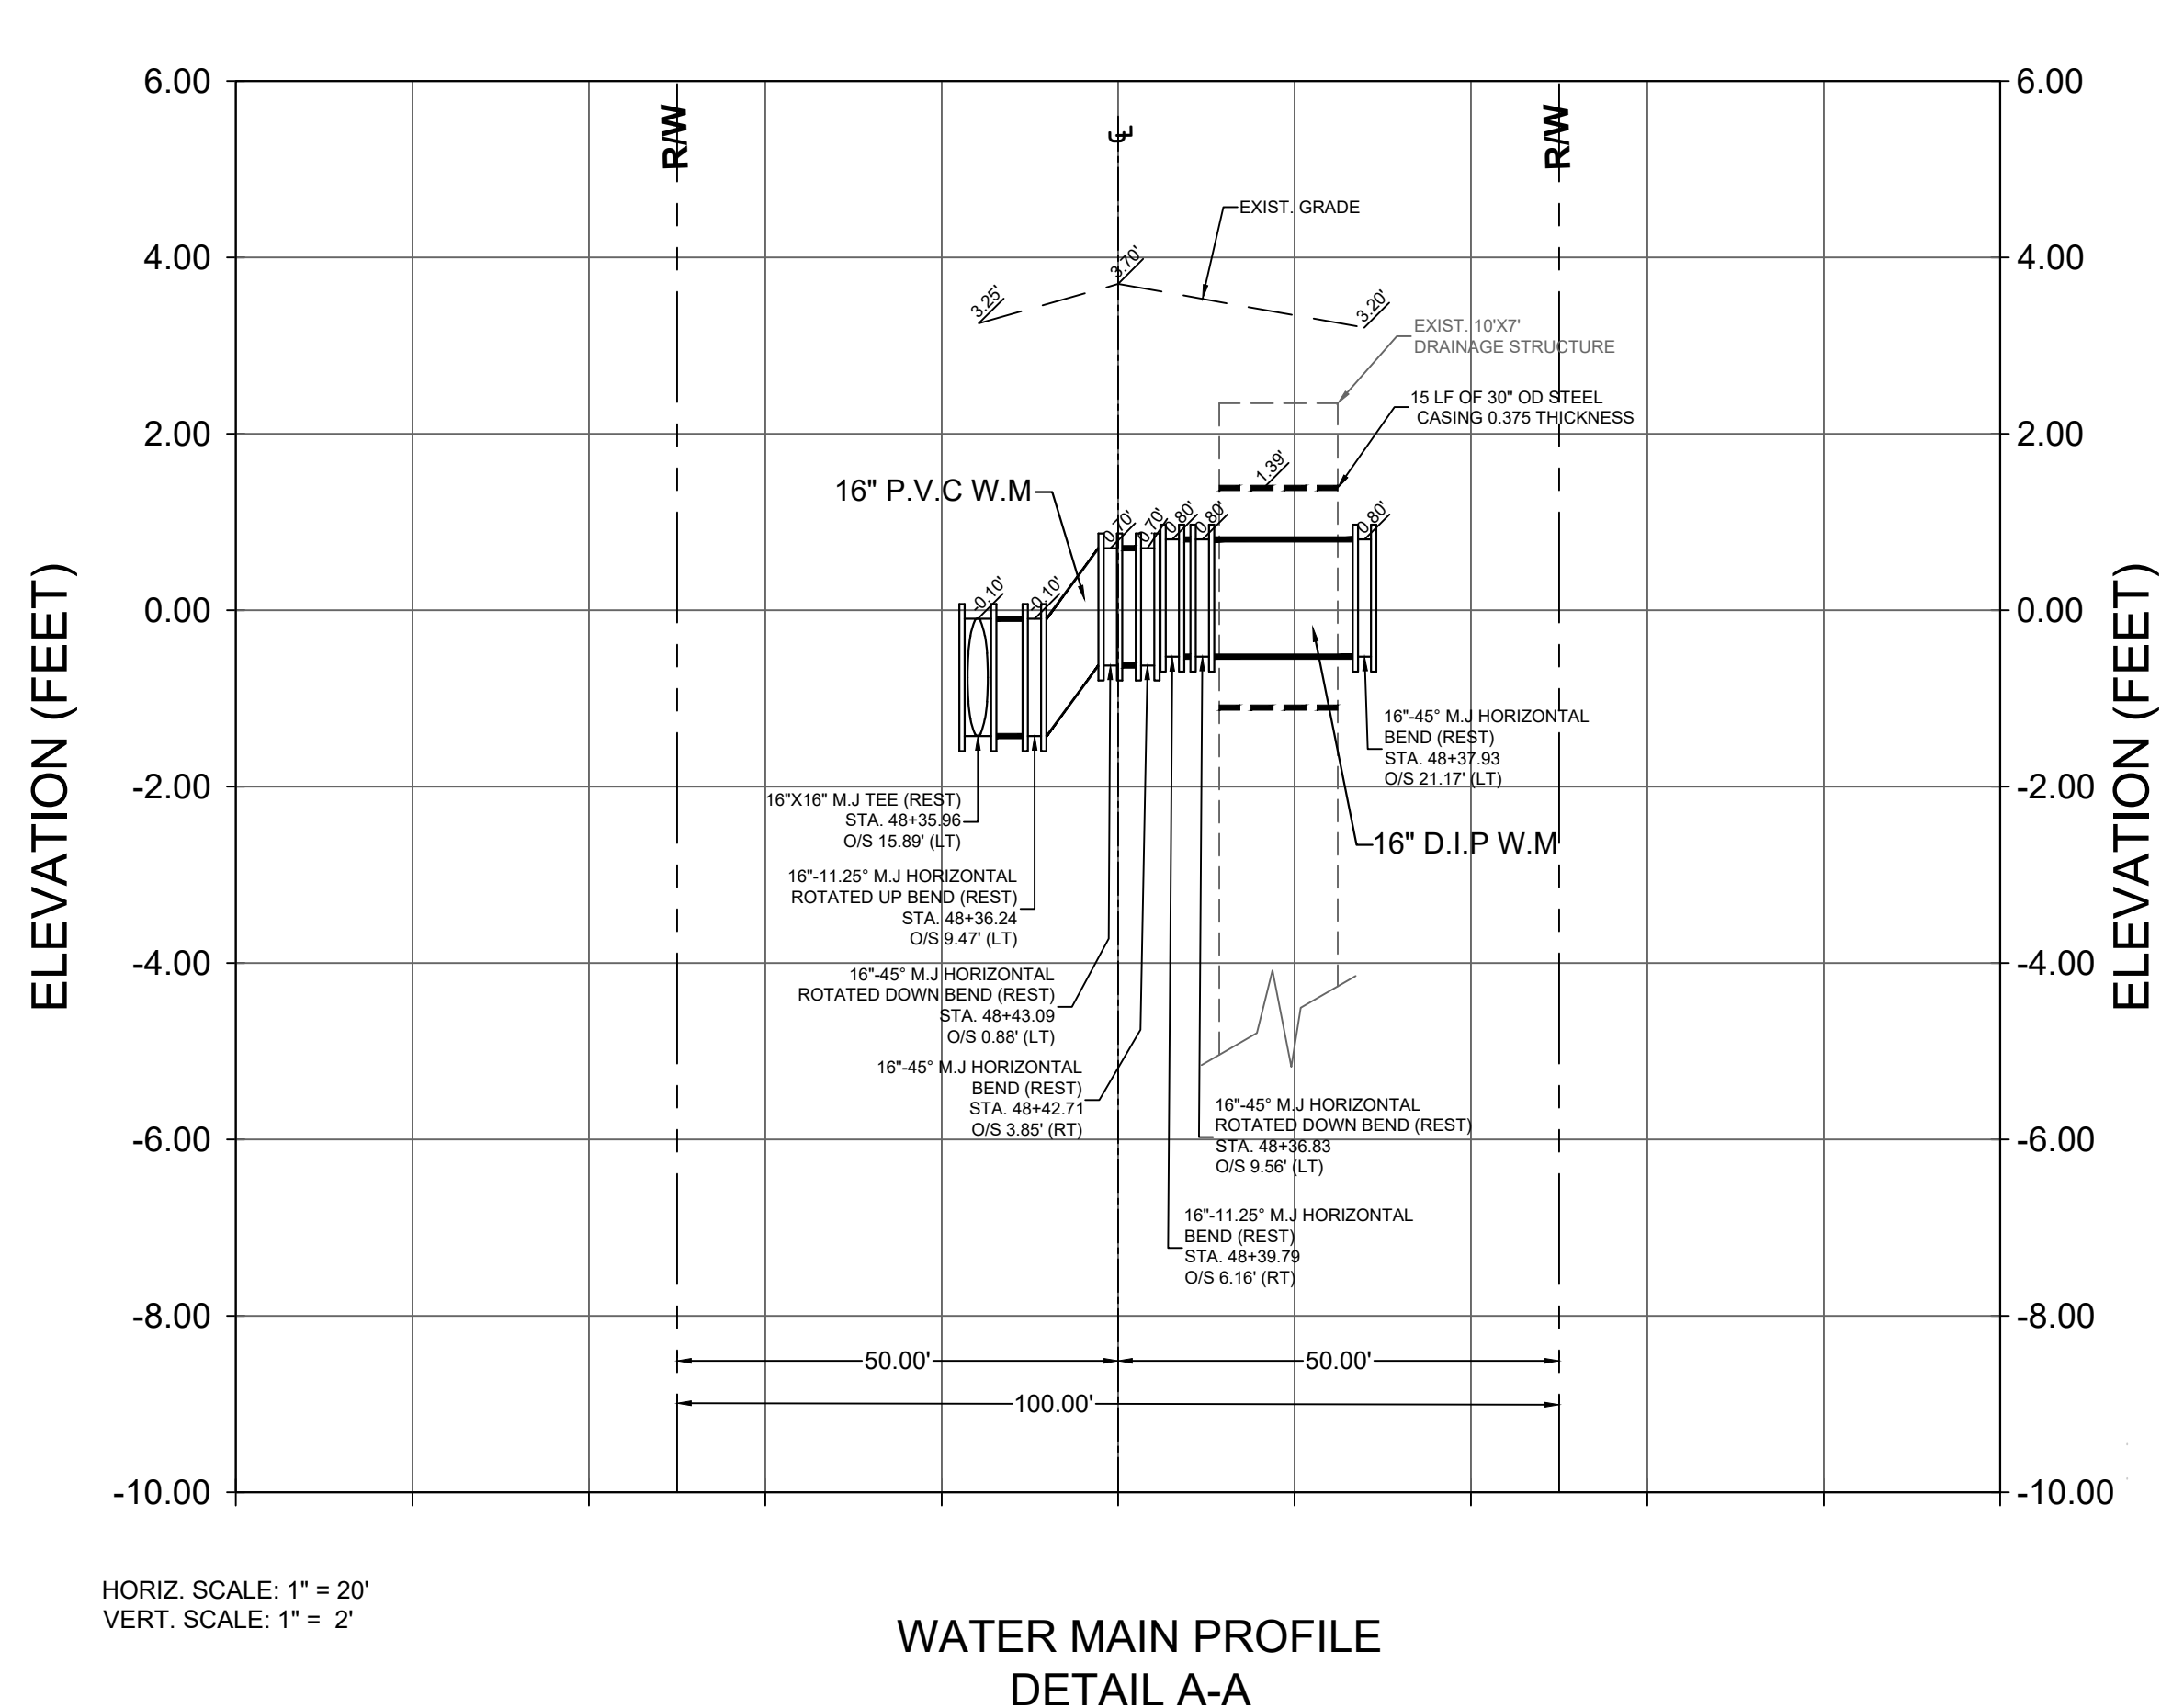 6.00
6.00
R/W
R/W
CL
EXIST. GRADE
4.00
4.00
3.70'
3.25'
3.20'
EXIST. 10'X7'
DRAINAGE STRUCTURE
15 LF OF 30" OD STEEL
CASING 0.375 THICKNESS
2.00
2.00
1.39'
16" P.V.C W.M
0.70'
0.70'
0.80'
0.80'
0.80'
-0.10'
-0.10'
0.00
0.00
ELEVATION (FEET)
ELEVATION (FEET)
16"-45° M.J HORIZONTAL
BEND (REST)
STA. 48+37.93
O/S 21.17' (LT)
-2.00
-2.00
16"X16" M.J TEE (REST)
STA. 48+35.96
O/S 15.89' (LT)
16" D.I.P W.M
16"-11.25° M.J HORIZONTAL
ROTATED UP BEND (REST)
STA. 48+36.24
O/S 9.47' (LT)
-4.00
-4.00
16"-45° M.J HORIZONTAL
ROTATED DOWN BEND (REST)
STA. 48+43.09
O/S 0.88' (LT)
16"-45° M.J HORIZONTAL
BEND (REST)
STA. 48+42.71
O/S 3.85' (RT)
16"-45° M.J HORIZONTAL
ROTATED DOWN BEND (REST)
STA. 48+36.83
O/S 9.56' (LT)
-6.00
-6.00
16"-11.25° M.J HORIZONTAL
BEND (REST)
STA. 48+39.79
O/S 6.16' (RT)
-8.00
-8.00
50.00'
50.00'
100.00'
-10.00
-10.00
HORIZ. SCALE: 1" = 20'
VERT. SCALE: 1" = 2'
WATER MAIN PROFILE
DETAIL A-A